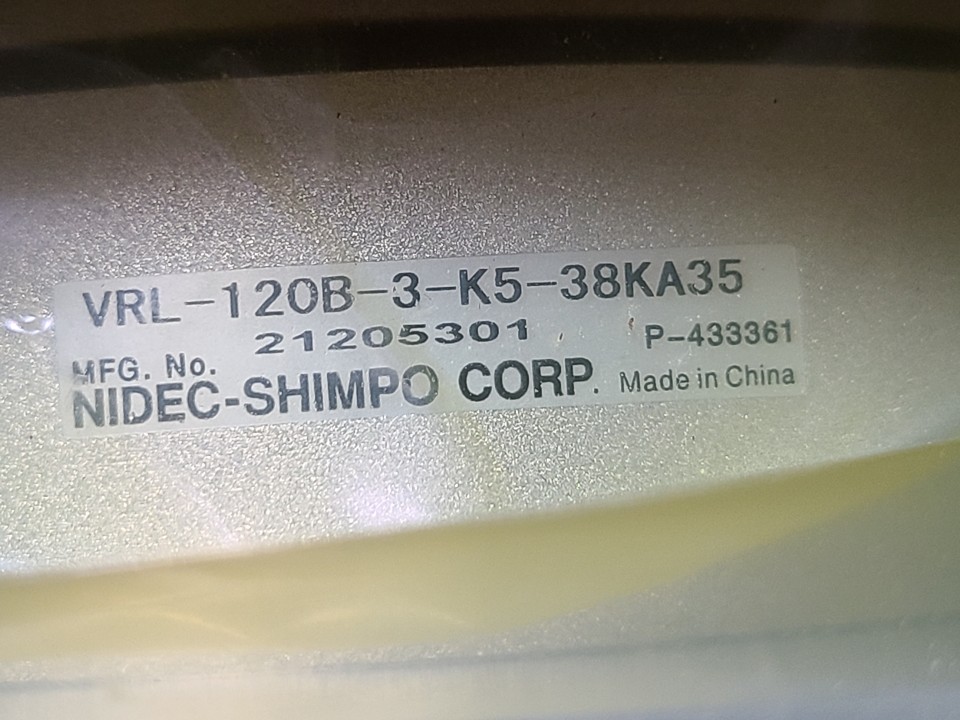 VRL-120B-3-K5-38KA35
MFG. No. 21205301 P-433361
NIDEC-SHIMPO CORP. Made in China